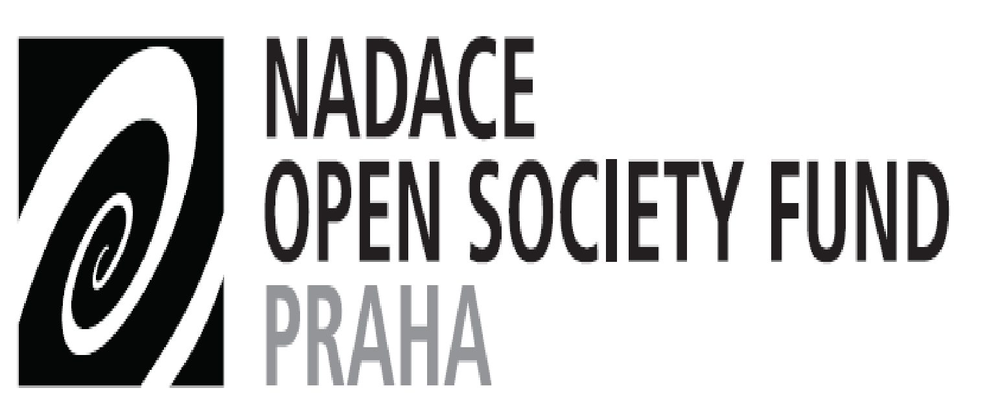 NADACE
OPEN SOCIETY FUND
PRAHA